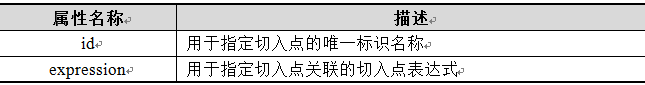 属性名称 描述
id 用于指定切入点的唯一标识名称
expression 用于指定切入点关联的切入点表达式